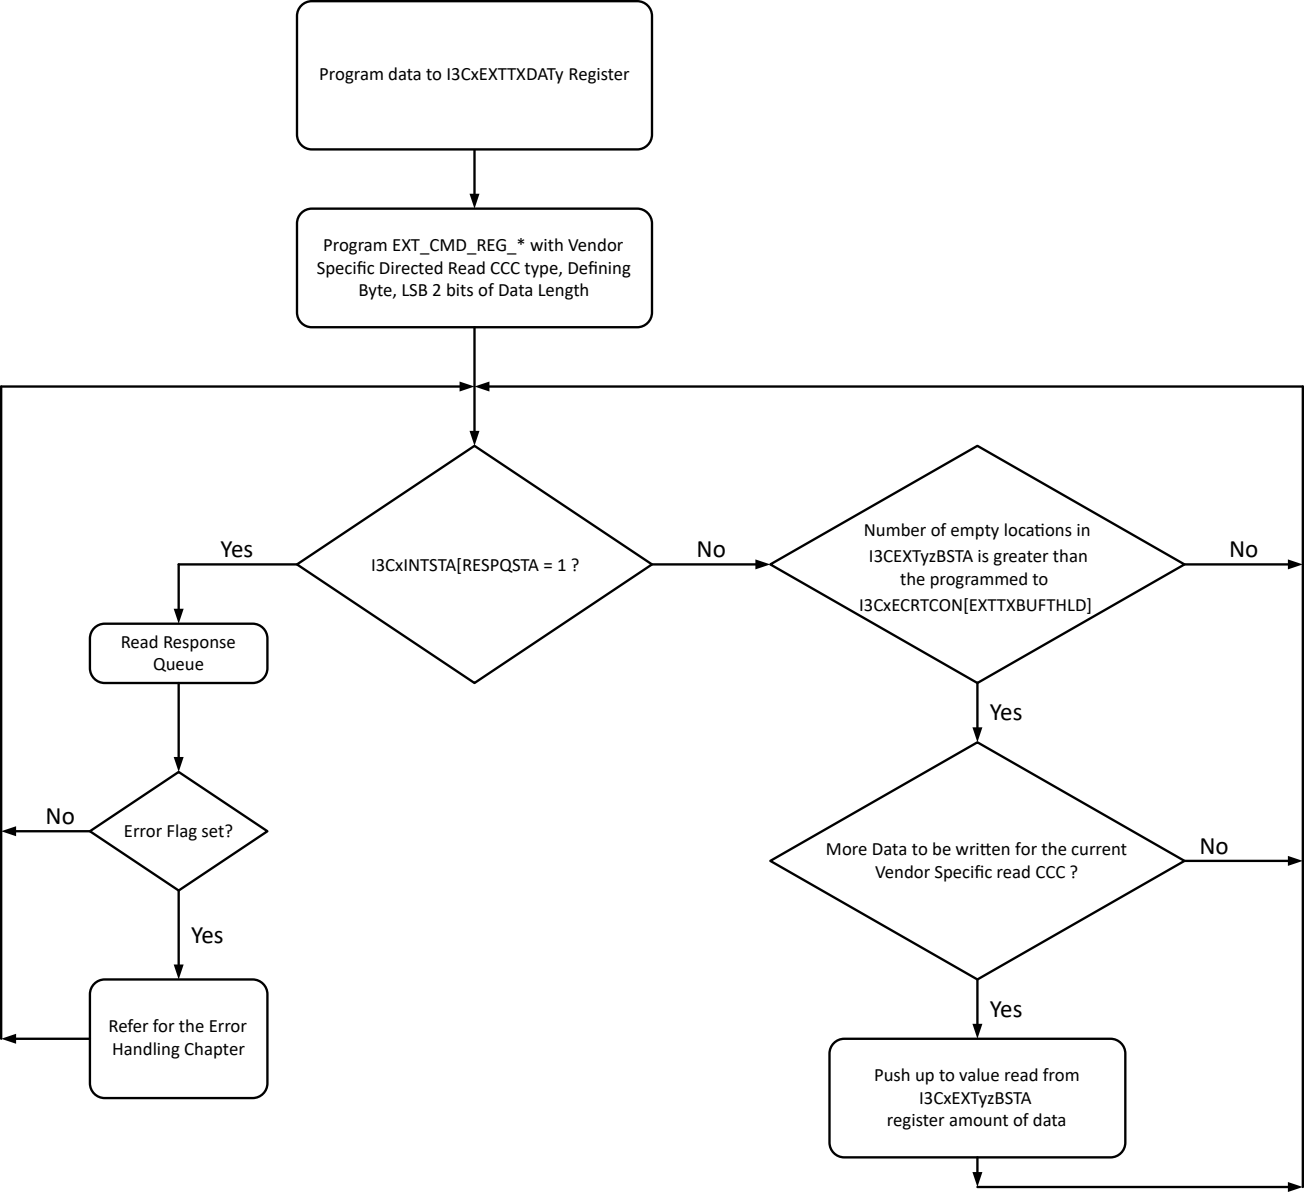 Program data to I3CxEXTTXDATy Register
Program EXT_CMD_REG_* with Vendor
Specific Directed Read CCC type, Defining
Byte, LSB 2 bits of Data Length
I3CxINTSTA[RESPQSTA = 1 ?
Yes
No
Number of empty locations in
I3CEXTyzBSTA is greater than
the programmed to
I3CxECRTCON[EXTTXBUFTHLD]
No
Yes
Read Response
Queue
Error Flag set?
No
Yes
Refer for the Error
Handling Chapter
More Data to be written for the current
Vendor Specific read CCC ?
No
Yes
Push up to value read from
I3CxEXTyzBSTA
register amount of data